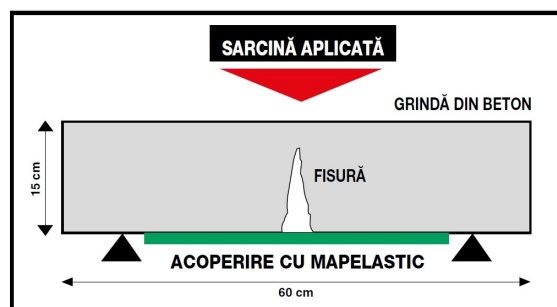 SARCINĂ APLICATĂ
GRINDĂ DIN BETON
15 cm
FISURĂ
ACOPERIRE CU MAPELASTIC
60 cm